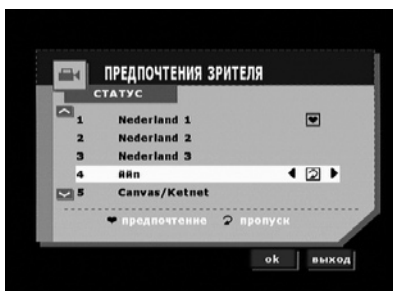 ПРЕДПОЧТЕНИЯ ЗРИТЕЛЯ
СТАТУС
1 Nederland 1
2 Nederland 2
3 Nederland 3
4 één
5 Canvas/Ketnet
предпочтение пропуск
ok выход